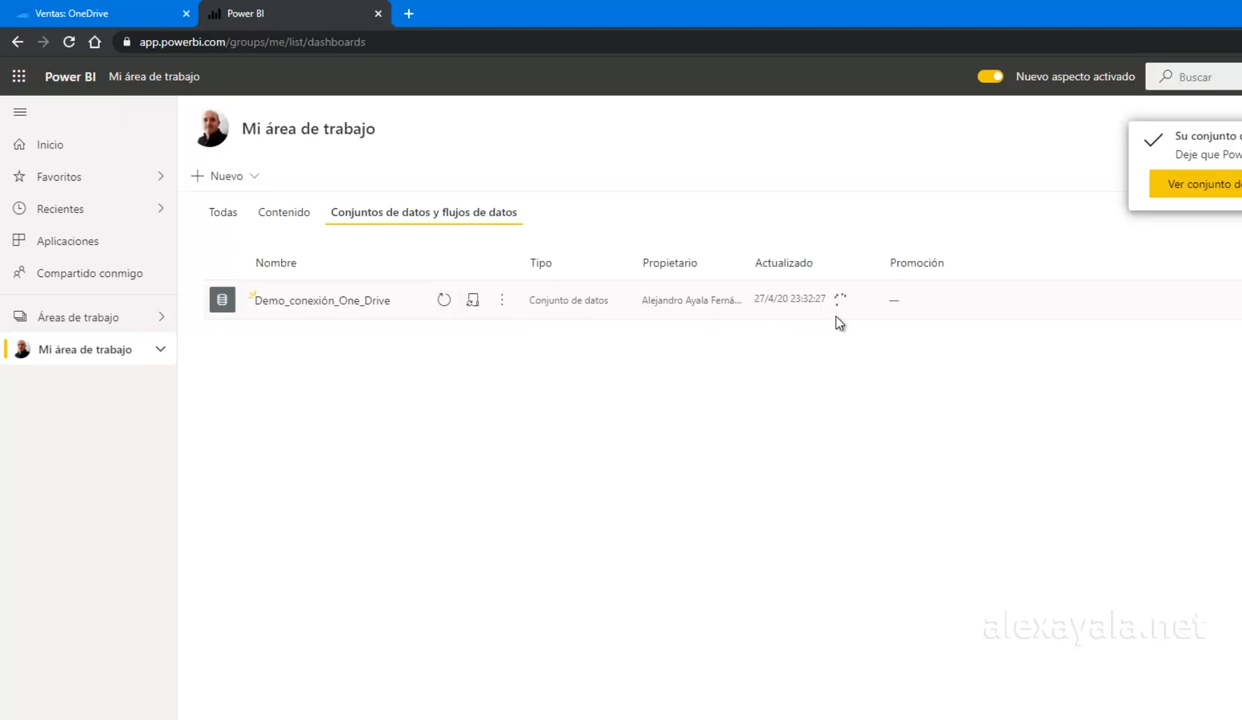 Ventas: OneDrive
Power BI
app.powerbi.com/groups/me/list/dashboards
Power BI Mi área de trabajo
Nuevo aspecto activado
Buscar
Inicio
Favoritos
Recientes
Aplicaciones
Compartido conmigo
Áreas de trabajo
Mi área de trabajo
Mi área de trabajo
Nuevo
Todas Contenido Conjuntos de datos y flujos de datos
Nombre Tipo Propietario Actualizado Promoción
Demo_conexión_One_Drive Conjunto de datos Alejandro Ayala Ferná... 27/4/20 23:32:27 —
Su conjunto
Deje que Pow
Ver conjunto de
alexayala.net